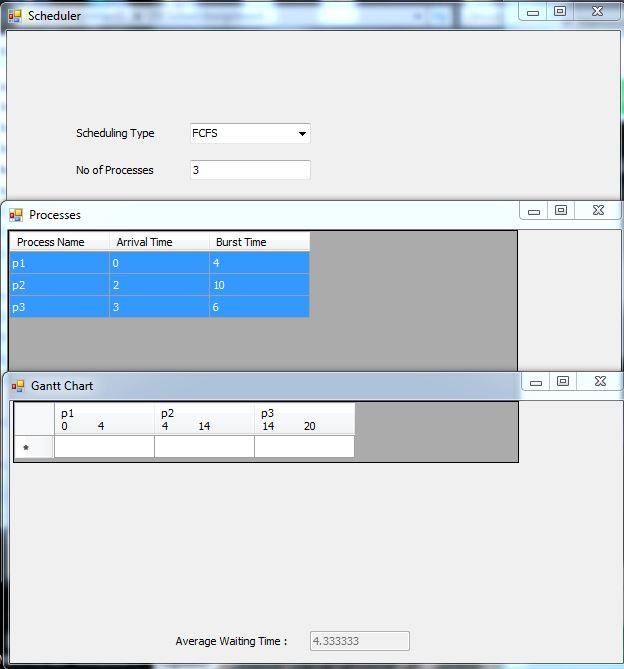 Scheduler
Scheduling Type FCFS
No of Processes 3
Processes
Process Name Arrival Time Burst Time
p1 0 4
p2 2 10
p3 3 6
Gantt Chart
p1 p2 p3
0 4 4 14 14 20
*
Average Waiting Time : 4.333333